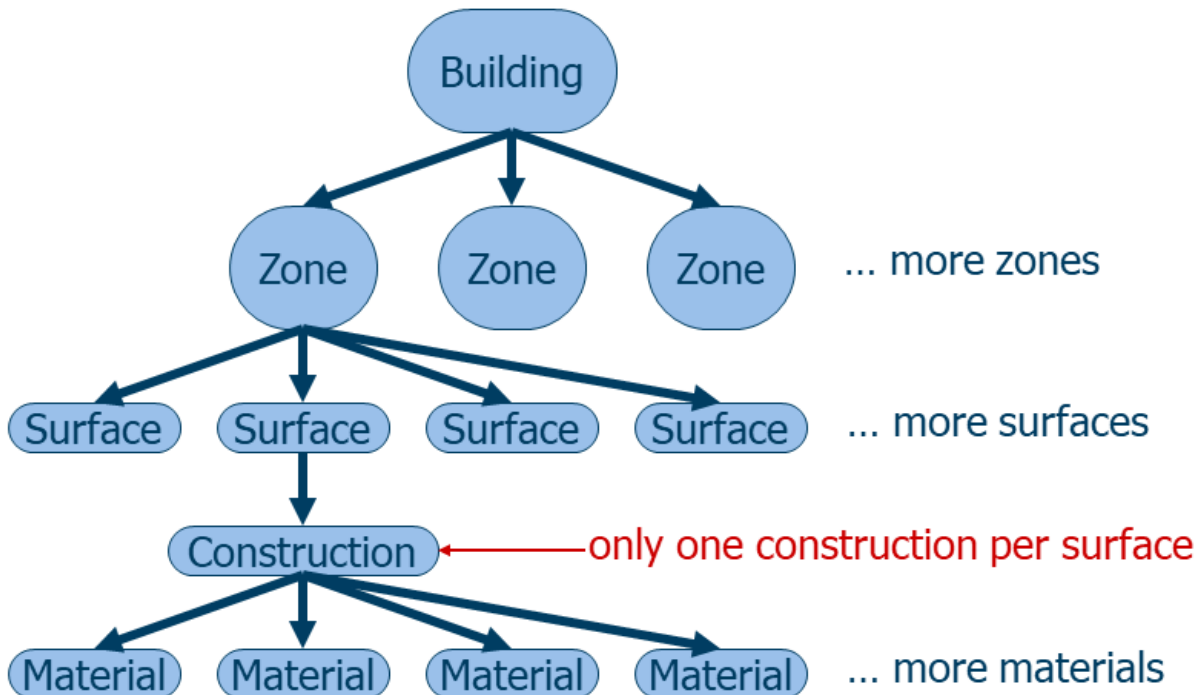 Building
Zone Zone Zone ... more zones
Surface Surface Surface Surface ... more surfaces
Construction only one construction per surface
Material Material Material Material ... more materials